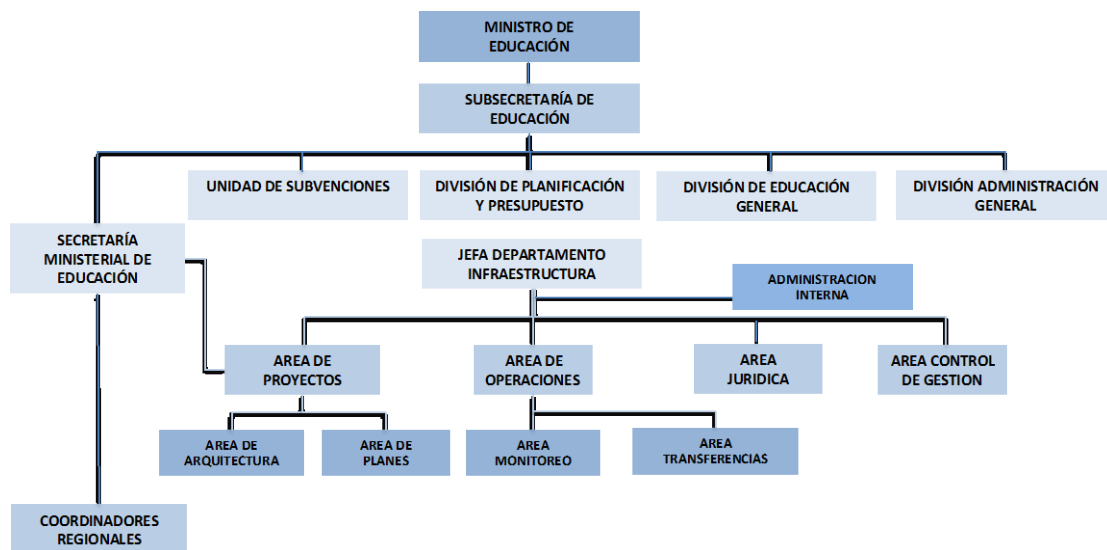 MINISTRO DE
EDUCACIÓN
SUBSECRETARÍA DE
EDUCACIÓN
UNIDAD DE SUBVENCIONES
DIVISIÓN DE PLANIFICACIÓN
Y PRESUPUESTO
DIVISIÓN DE EDUCACIÓN
GENERAL
DIVISIÓN ADMINISTRACIÓN
GENERAL
SECRETARÍA
MINISTERIAL DE
EDUCACIÓN
JEFA DEPARTAMENTO
INFRAESTRUCTURA
ADMINISTRACION
INTERNA
AREA DE
PROYECTOS
AREA DE
OPERACIONES
AREA
JURIDICA
AREA CONTROL
DE GESTION
AREA DE
ARQUITECTURA
AREA DE
PLANES
AREA
MONITOREO
AREA
TRANSFERENCIAS
COORDINADORES
REGIONALES